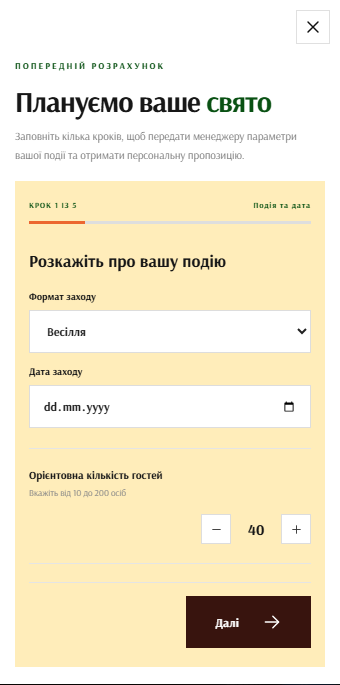 ПОПЕРЕДНІЙ РОЗРАХУНОК
Плануємо ваше свято
Заповніть кілька кроків, щоб передати менеджеру параметри
вашої події та отримати персональну пропозицію.
КРОК 1 ІЗ 5 Подія та дата
Розкажіть про вашу подію
Формат заходу
Весілля
Дата заходу
dd.mm.yyyy
Орієнтовна кількість гостей
Вкажіть від 10 до 200 осіб
− 40 +
Далі →